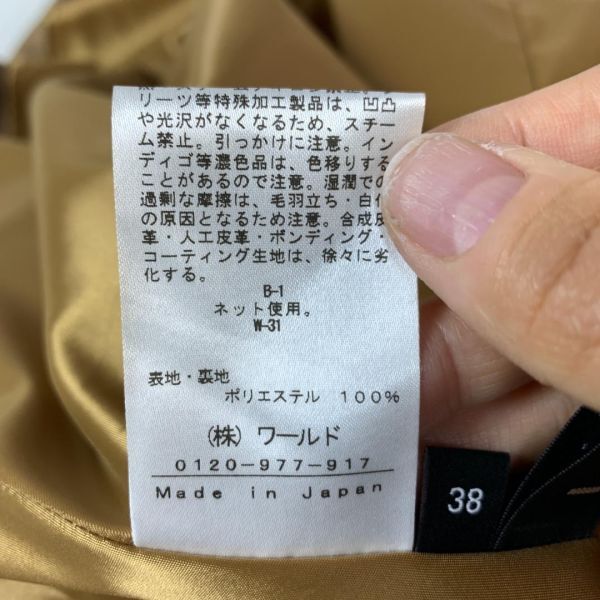 リーツ等特殊加工製品は、凹凸
や光沢がなくなるため、スチー
ム禁止。引っかけに注意。イン
ディゴ等濃色品は、色移りする
ことがあるので注意。湿潤での
過剰な摩擦は、毛羽立ち・白化
の原因となるため注意。合成皮
革・人工皮革・ボンディング・
コーティング生地は、徐々に劣
化する。
B-1
ネット使用。
W-31
表地・裏地
ポリエステル 100%
(株) ワールド
0120-977-917
Made in Japan
38